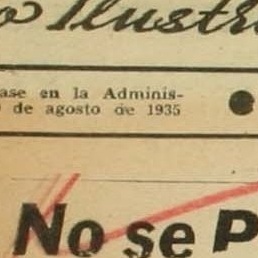 o Ilustr
ase en la Adminis-
de agosto de 1935
No se P